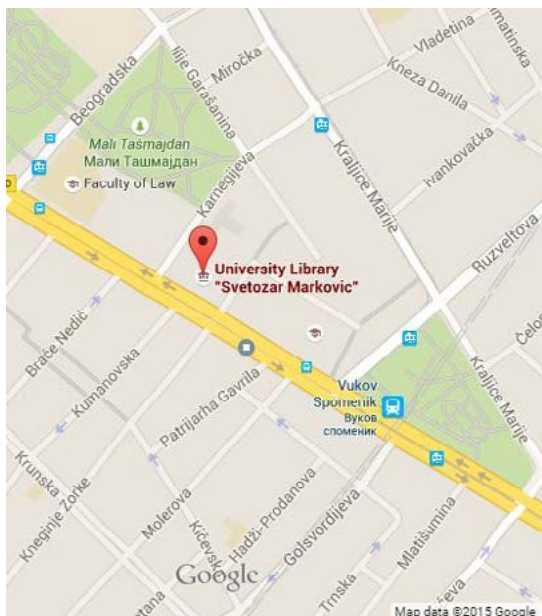 Beogradska
Ilije Garašanina
Miročka
Vladetina
Kneza Danila
Ivankovačka
Mali Tašmajdan
Мали Ташмајдан
Faculty of Law
Karnegijeva
Kraljice Marije
Ruzveltova
University Library
"Svetozar Markovic"
Braće Nedić
Kumanovska
Patrijarha Gavrila
Vukov
Spomenik
Вуков
споменик
Kraljice Marije
Krunska
Kneginje Zorke
Molerova
Hadži-Prodanova
Golsvordijeva
Mlatišumina
Trnska
Google
Map data ©2015 Google